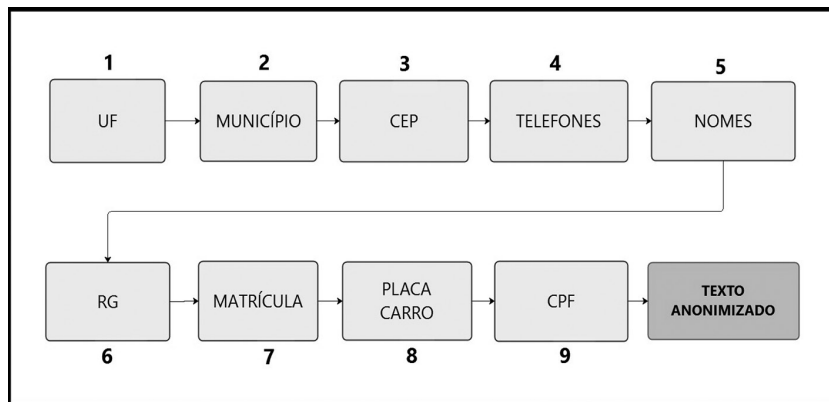 1
2
3
4
5
UF
MUNICÍPIO
CEP
TELEFONES
NOMES
RG
MATRÍCULA
PLACA
CARRO
CPF
TEXTO
ANONIMIZADO
6
7
8
9